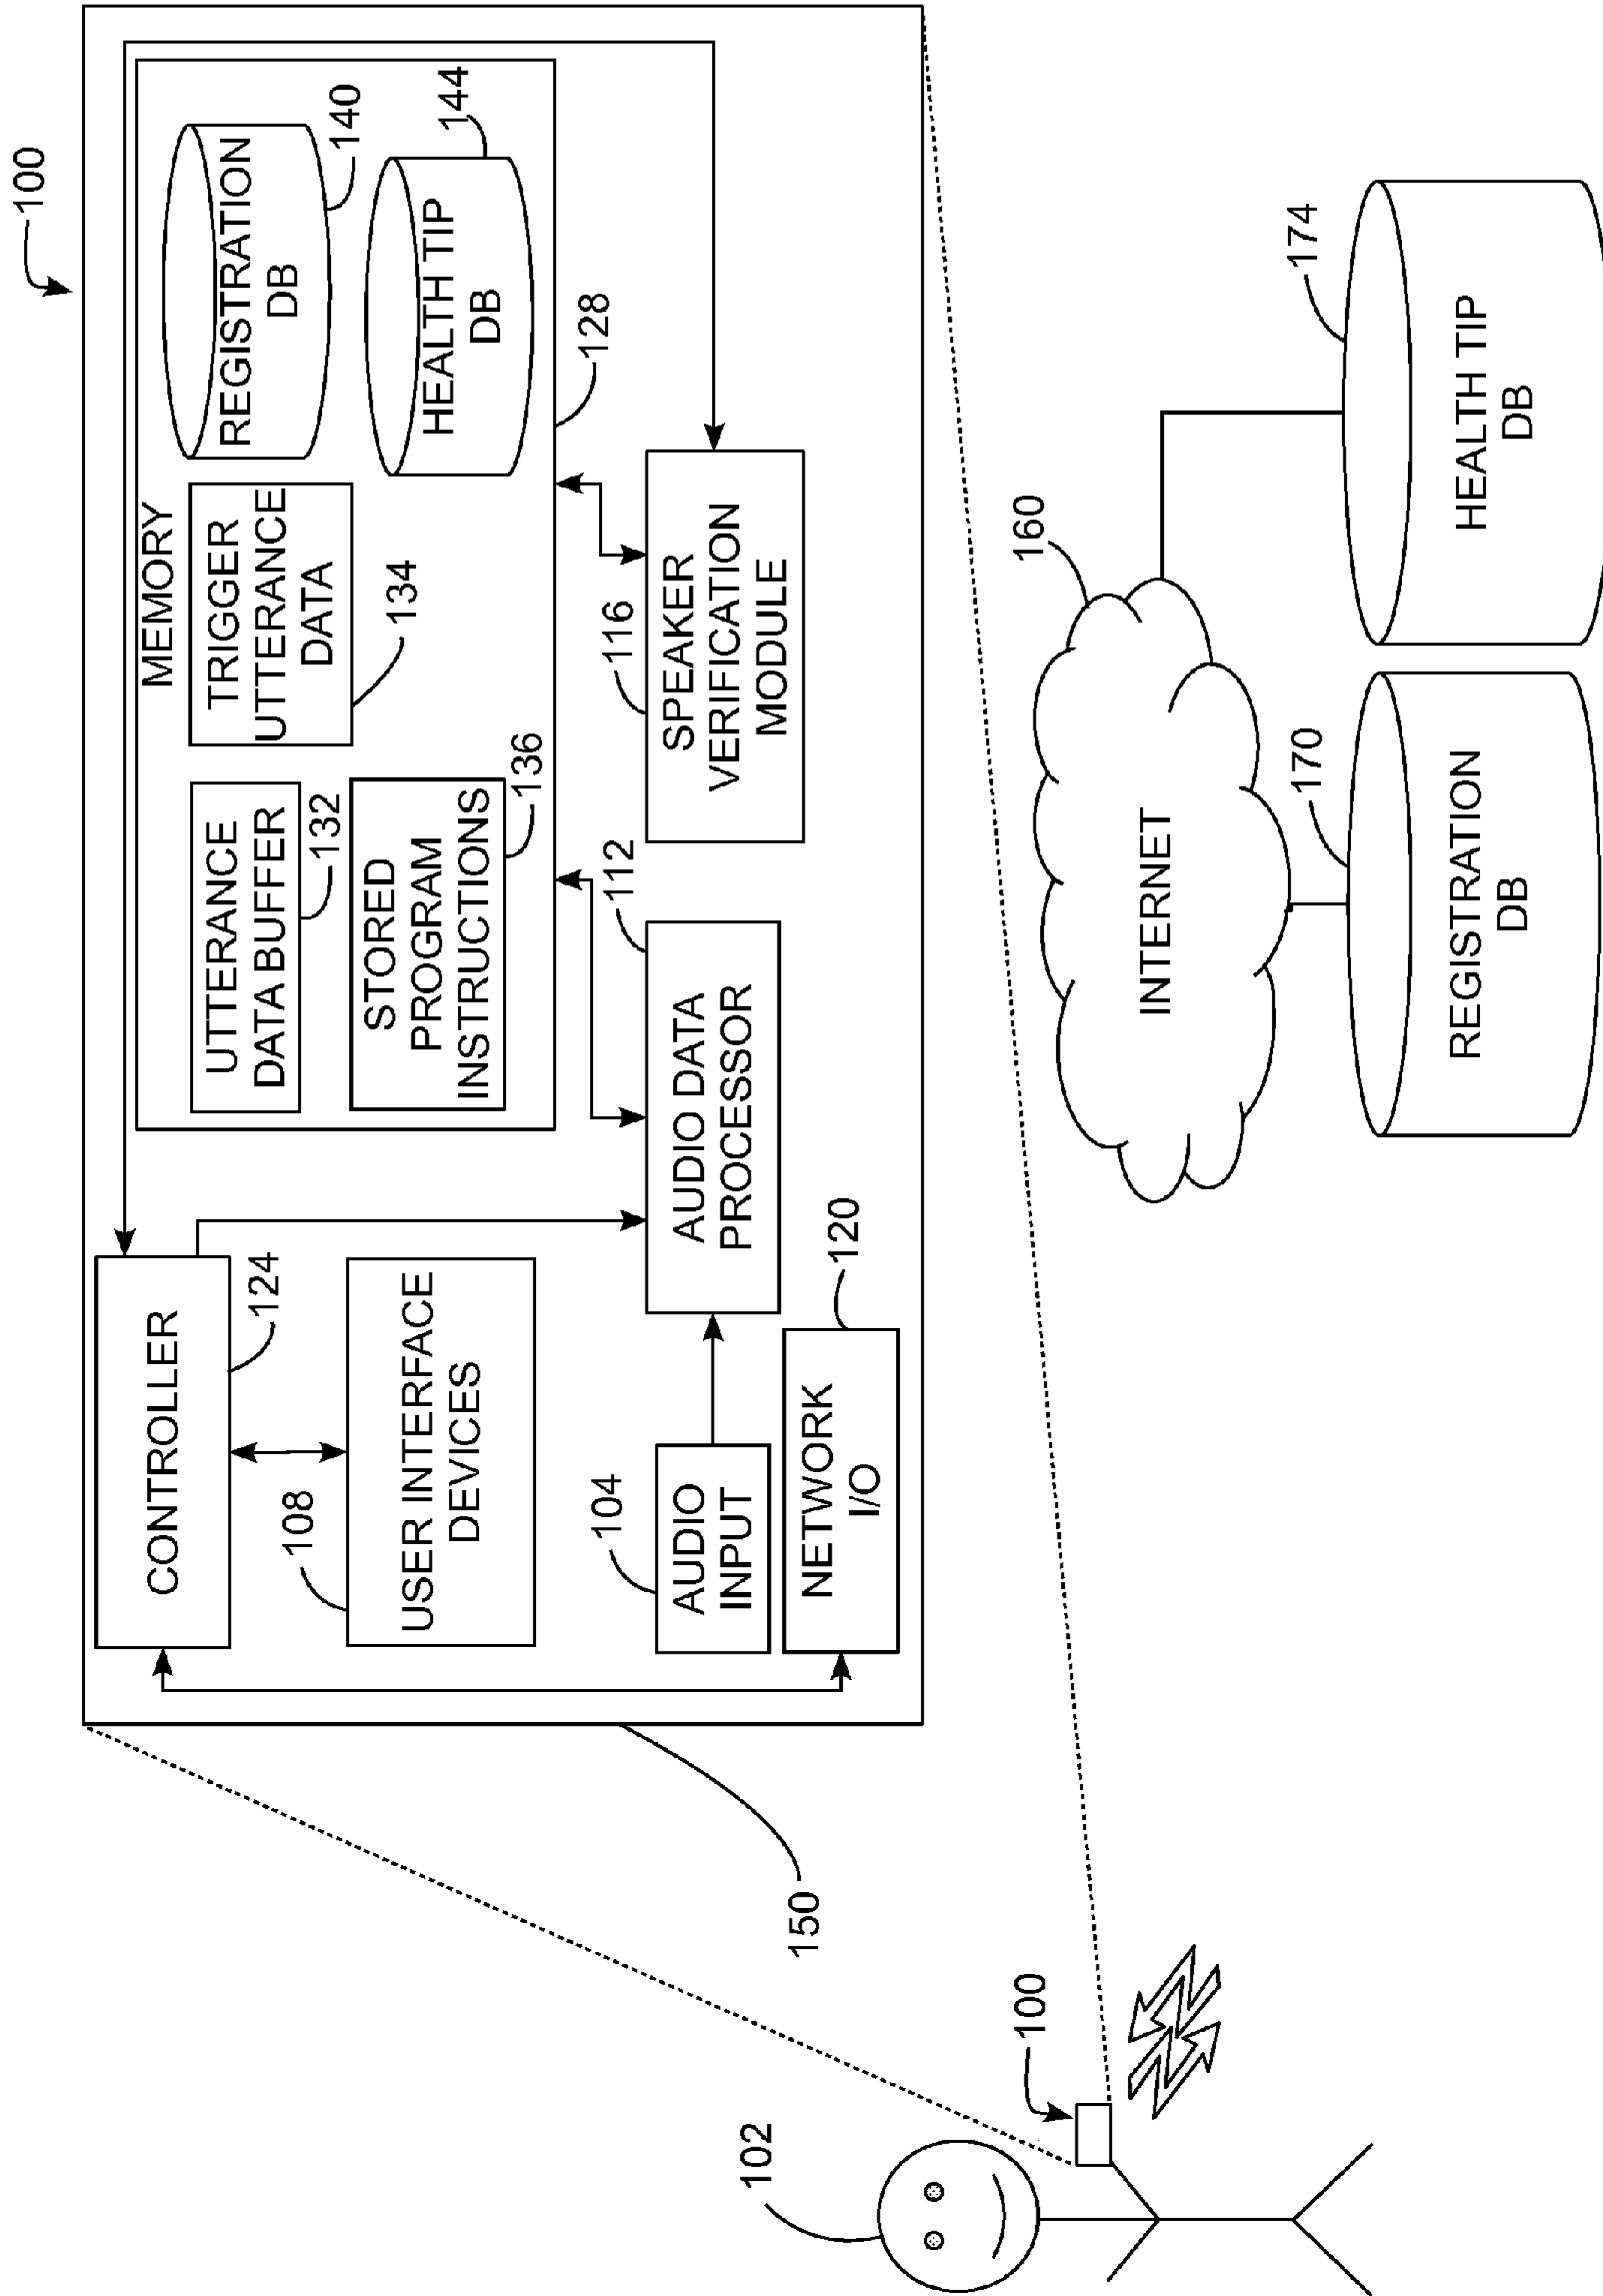 100
CONTROLLER
124
108
USER INTERFACE
DEVICES
104
AUDIO
INPUT
NETWORK
I/O
120
MEMORY
UTTERANCE
DATA BUFFER
132
TRIGGER
UTTERANCE
DATA
134
STORED
PROGRAM
INSTRUCTIONS
136
REGISTRATION
DB
140
HEALTH TIP
DB
144
128
112
AUDIO DATA
PROCESSOR
116
SPEAKER
VERIFICATION
MODULE
150
102
100
160
INTERNET
170
REGISTRATION
DB
174
HEALTH TIP
DB